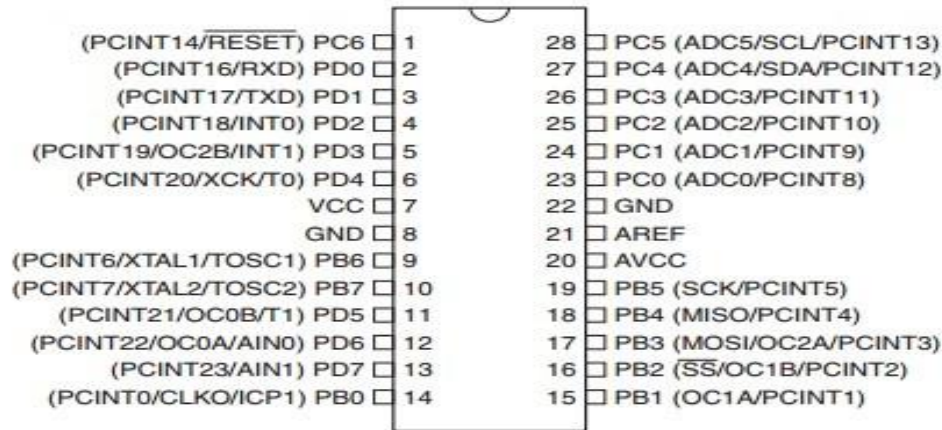 (PCINT14/RESET) PC6 1 28 PC5 (ADC5/SCL/PCINT13)
(PCINT16/RXD) PD0 2 27 PC4 (ADC4/SDA/PCINT12)
(PCINT17/TXD) PD1 3 26 PC3 (ADC3/PCINT11)
(PCINT18/INT0) PD2 4 25 PC2 (ADC2/PCINT10)
(PCINT19/OC2B/INT1) PD3 5 24 PC1 (ADC1/PCINT9)
(PCINT20/XCK/T0) PD4 6 23 PC0 (ADC0/PCINT8)
VCC 7 22 GND
GND 8 21 AREF
(PCINT6/XTAL1/TOSC1) PB6 9 20 AVCC
(PCINT7/XTAL2/TOSC2) PB7 10 19 PB5 (SCK/PCINT5)
(PCINT21/OC0B/T1) PD5 11 18 PB4 (MISO/PCINT4)
(PCINT22/OC0A/AIN0) PD6 12 17 PB3 (MOSI/OC2A/PCINT3)
(PCINT23/AIN1) PD7 13 16 PB2 (SS/OC1B/PCINT2)
(PCINT0/CLKO/ICP1) PB0 14 15 PB1 (OC1A/PCINT1)